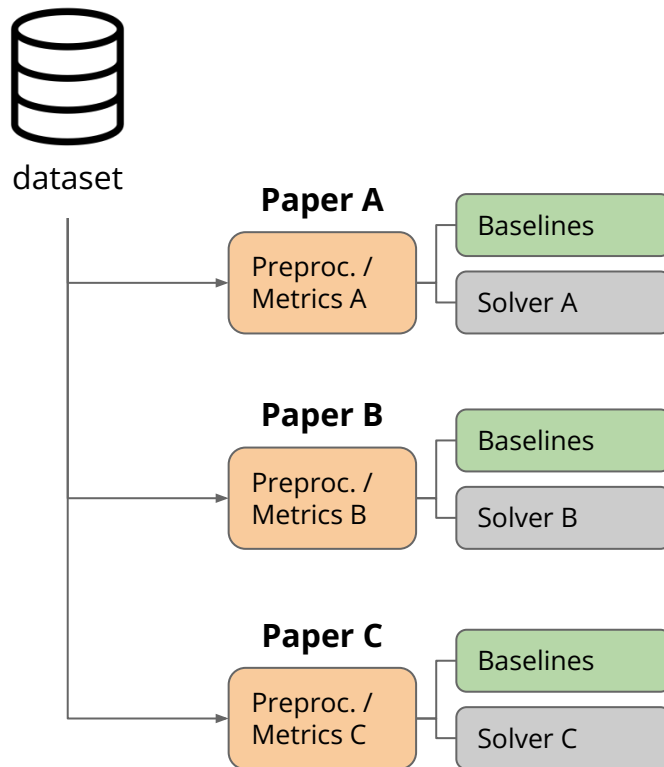 dataset
Paper A
Preproc. /
Metrics A
Baselines
Solver A
Paper B
Preproc. /
Metrics B
Baselines
Solver B
Paper C
Preproc. /
Metrics C
Baselines
Solver C